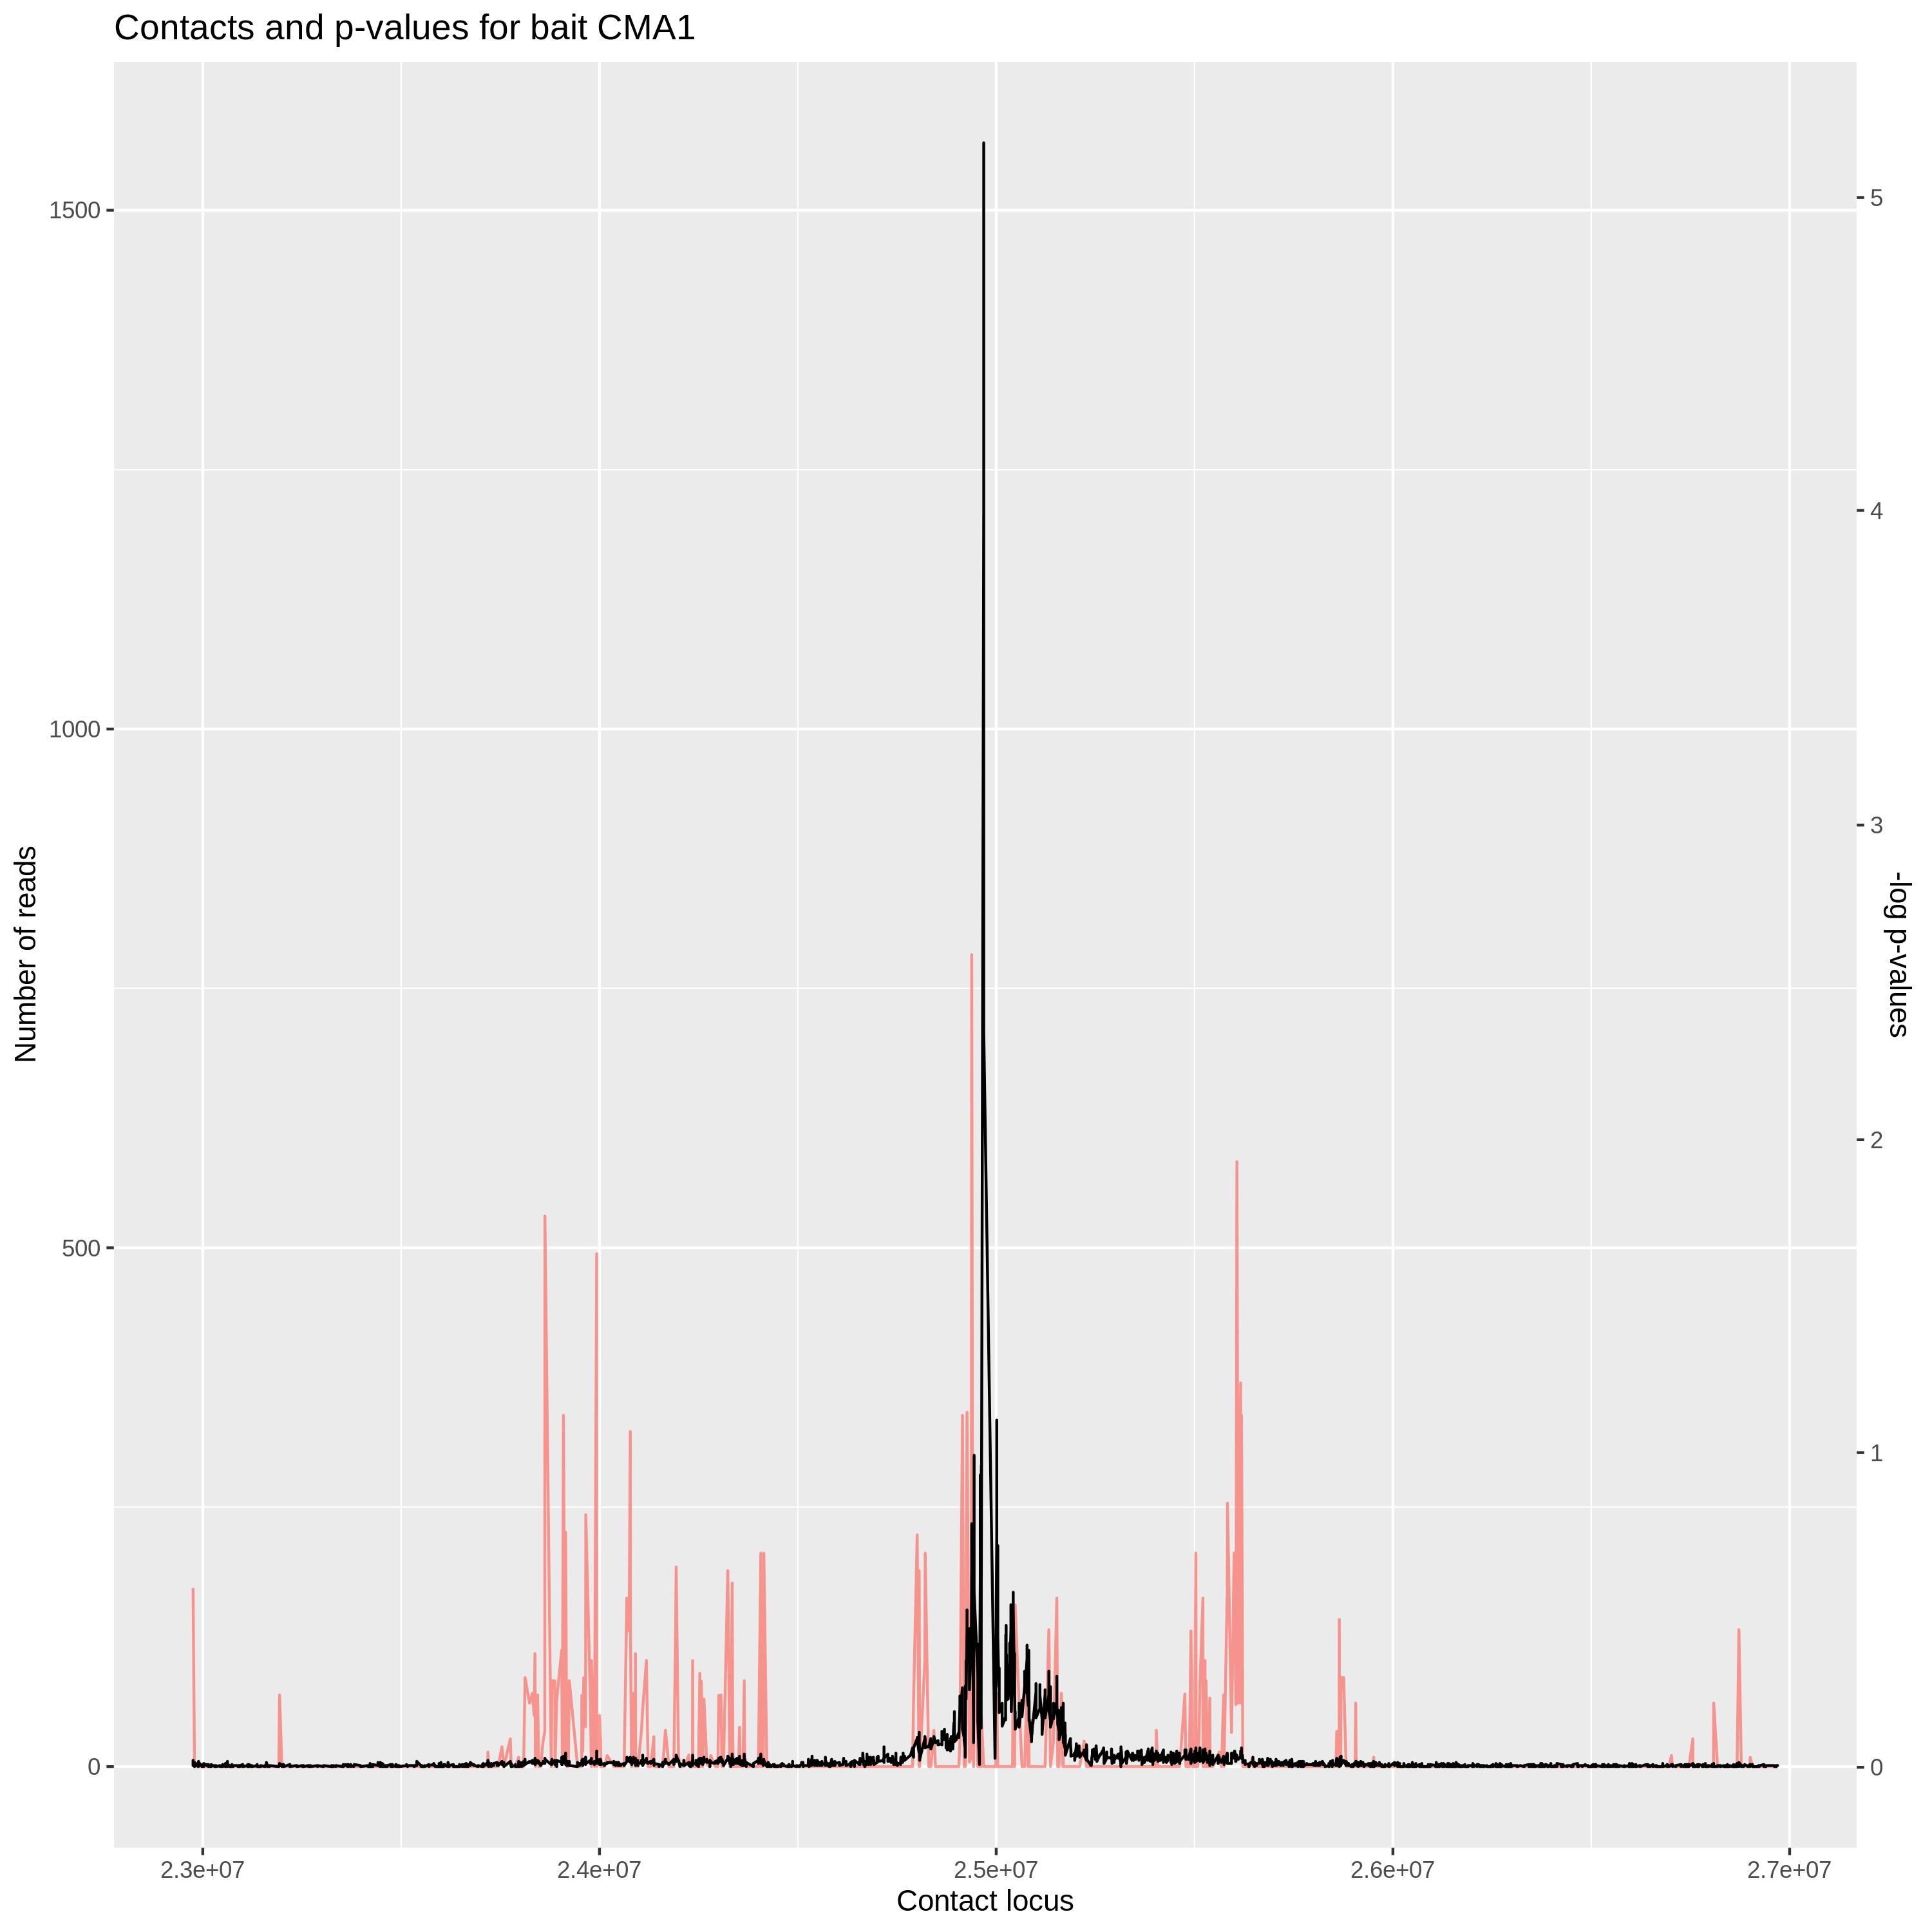 Contacts and p-values for bait CMA1
1500
1000
500
0
Number of reads
5
4
3
2
1
0
-log p-values
2.3e+07
2.4e+07
2.5e+07
2.6e+07
2.7e+07
Contact locus